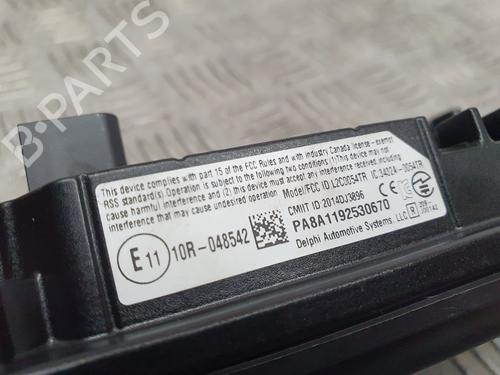 B-PARTS
This device complies with part 15 of the FCC Rules and with industry Canada license - exempt
RSS standard(s).Operation is subject to the following two conditions:(1)This device may not
cause harmful interference, and (2) this device must accept any interference received,including
interference that may cause undesired operation. Model/FCC ID L2C0054TR IC:3432A-0054TR
CMIIT ID 2014DJ3896
E 11
10R-048542
PA8A1192530670
CE
Delphi Automotive Systems LLC